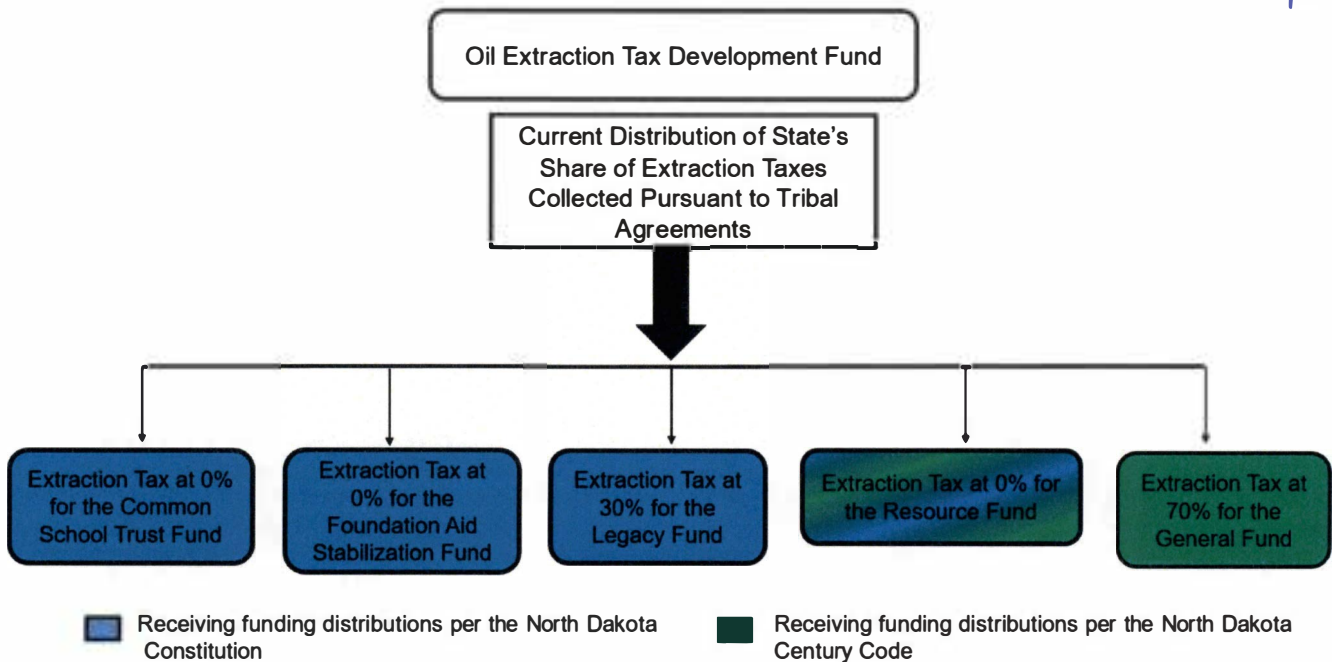 Oil Extraction Tax Development Fund
Current Distribution of State's
Share of Extraction Taxes
Collected Pursuant to Tribal
Agreements
Extraction Tax at 0%
for the Common
School Trust Fund
Extraction Tax at
0% for the
Foundation Aid
Stabilization Fund
Extraction Tax at
30% for the
Legacy Fund
Extraction Tax at 0% for
the Resource Fund
Extraction Tax at
70% for the
General Fund
Receiving funding distributions per the North Dakota
Constitution
Receiving funding distributions per the North Dakota
Century Code